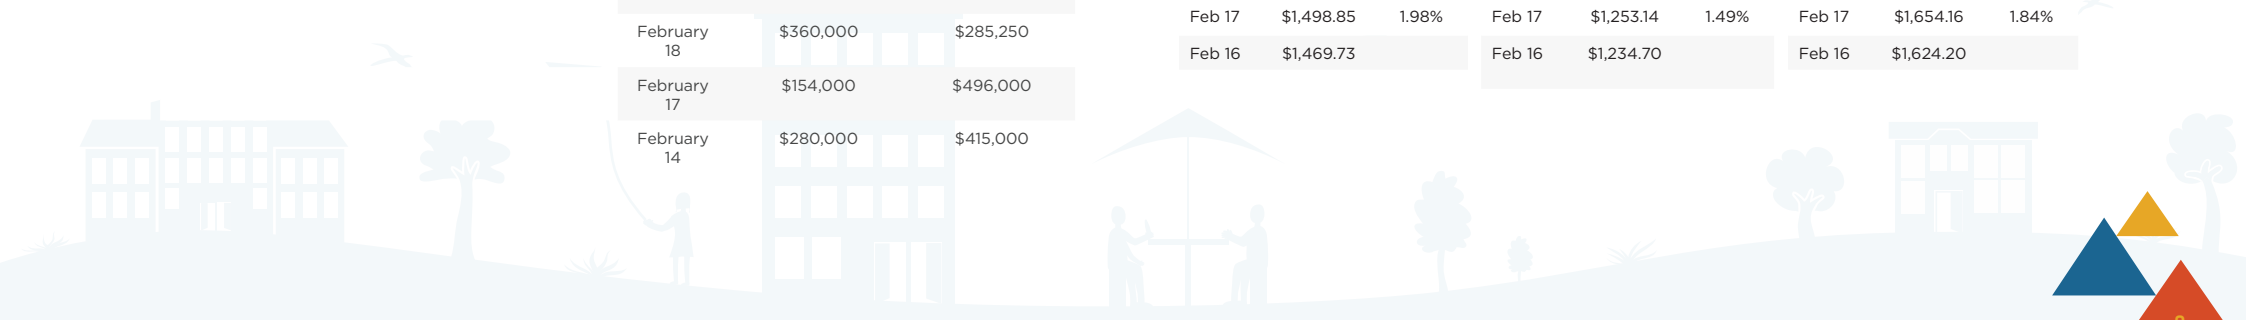 February $360,000 $285,250
18
February $154,000 $496,000
17
February $280,000 $415,000
14
Feb 17 $1,498.85 1.98%
Feb 16 $1,469.73
Feb 17 $1,253.14 1.49%
Feb 16 $1,234.70
Feb 17 $1,654.16 1.84%
Feb 16 $1,624.20